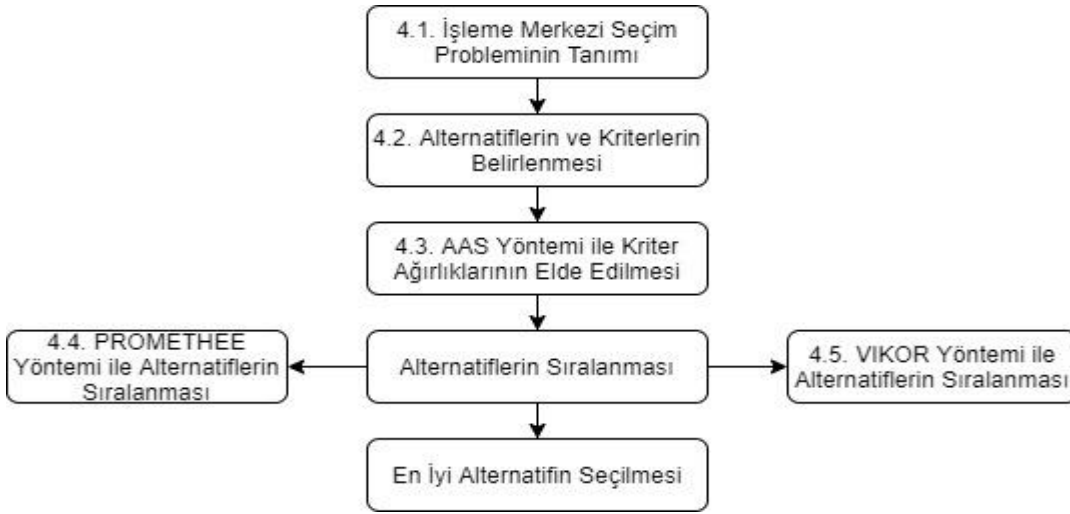 4.1. İşleme Merkezi Seçim
Probleminin Tanımı
4.2. Alternatiflerin ve Kriterlerin
Belirlenmesi
4.3. AAS Yöntemi ile Kriter
Ağırlıklarının Elde Edilmesi
4.4. PROMETHEE
Yöntemi ile Alternatiflerin
Sıralanması
Alternatiflerin Sıralanması
4.5. VIKOR Yöntemi ile
Alternatiflerin Sıralanması
En İyi Alternatifin Seçilmesi